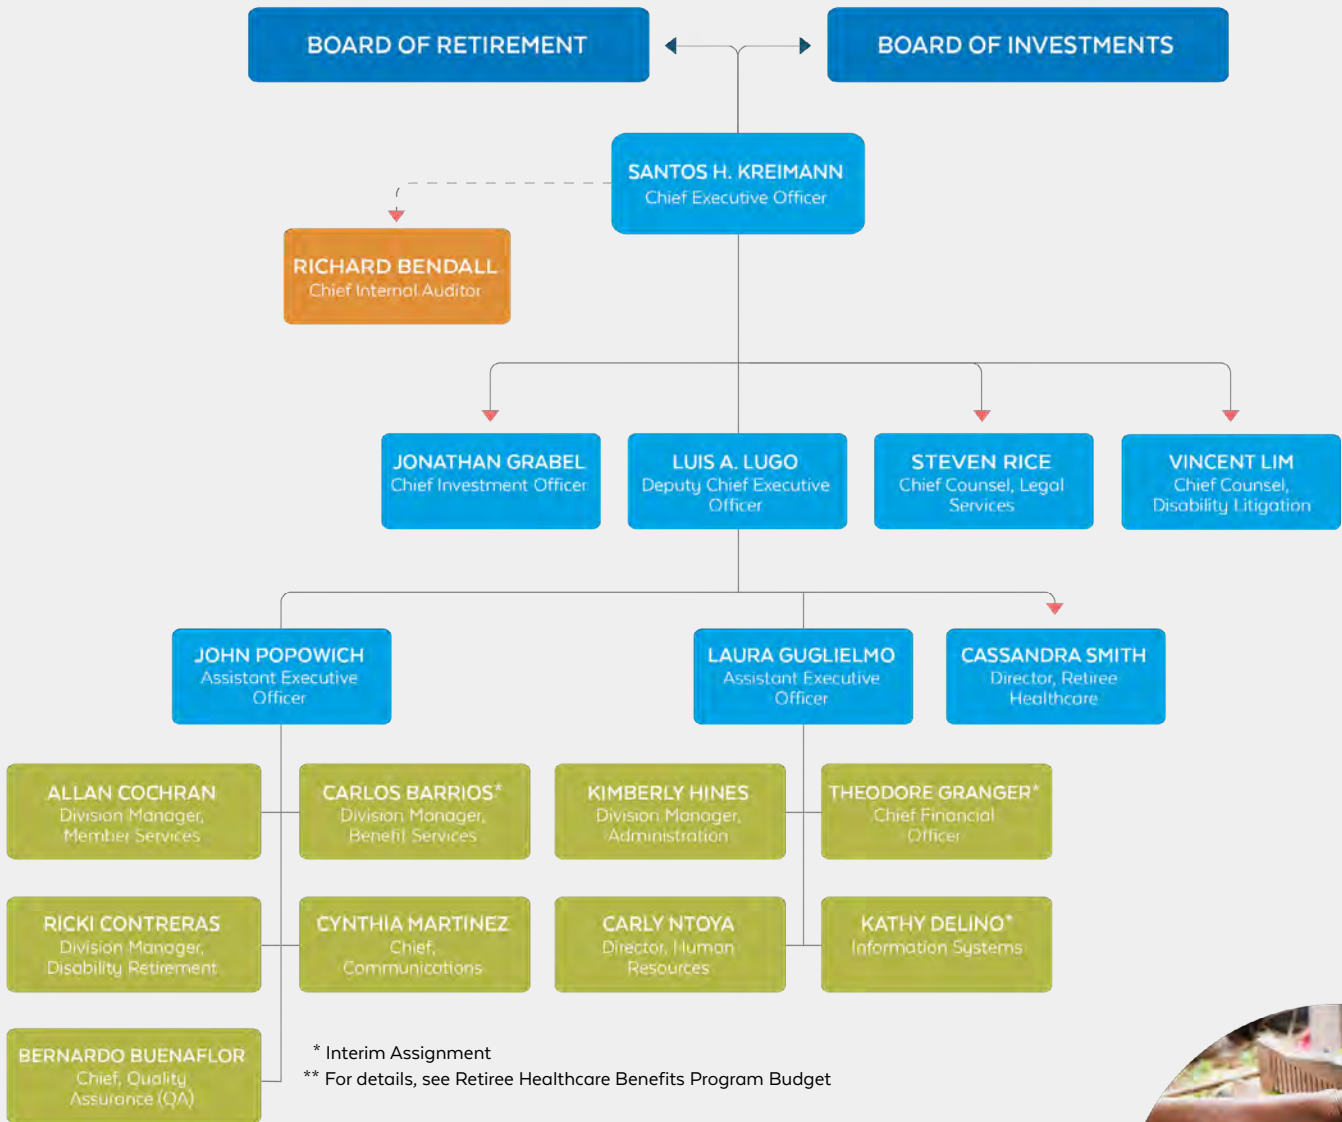 BOARD OF RETIREMENT
BOARD OF INVESTMENTS
SANTOS H. KREIMANN
Chief Executive Officer
RICHARD BENDALL
Chief Internal Auditor
JONATHAN GRABEL
Chief Investment Officer
LUIS A. LUGO
Deputy Chief Executive
Officer
STEVEN RICE
Chief Counsel, Legal
Services
VINCENT LIM
Chief Counsel,
Disability Litigation
JOHN POPOWICH
Assistant Executive
Officer
LAURA GUGLIELMO
Assistant Executive
Officer
CASSANDRA SMITH
Director, Retiree
Healthcare
ALLAN COCHRAN
Division Manager,
Member Services
CARLOS BARRIOS*
Division Manager,
Benefit Services
KIMBERLY HINES
Division Manager,
Administration
THEODORE GRANGER*
Chief Financial
Officer
RICKI CONTRERAS
Division Manager,
Disability Retirement
CYNTHIA MARTINEZ
Chief,
Communications
CARLY NTOYA
Director, Human
Resources
KATHY DELINO*
Information Systems
BERNARDO BUENAFLOR
Chief, Quality
Assurance (QA)
* Interim Assignment
** For details, see Retiree Healthcare Benefits Program Budget